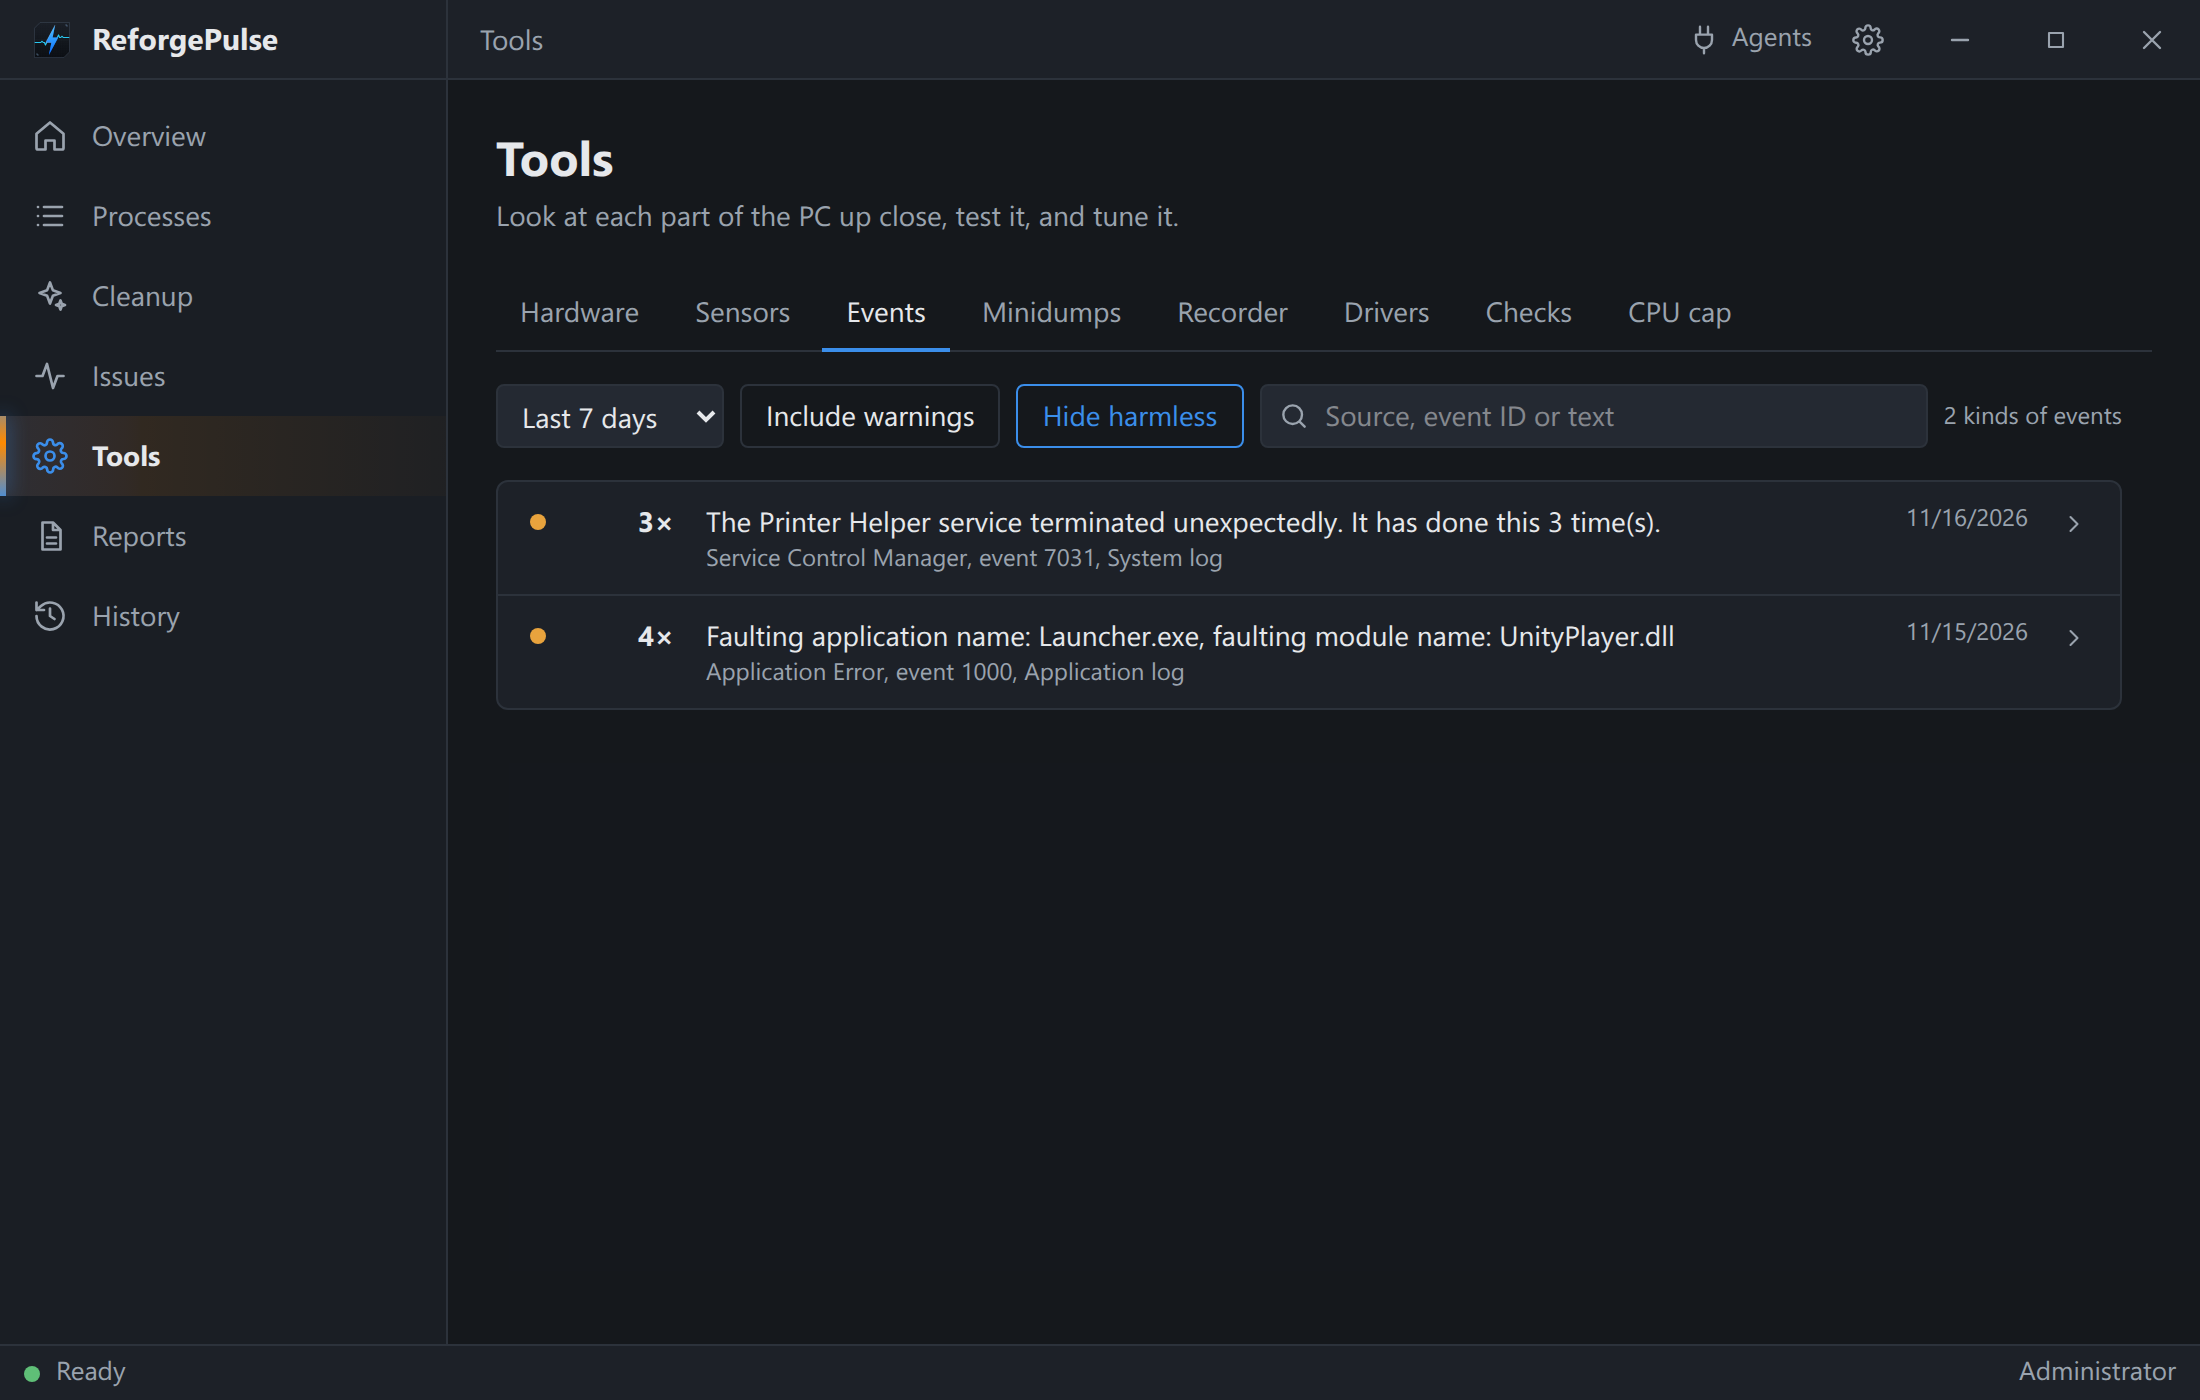 ReforgePulse
Tools
Agents
Overview
Processes
Cleanup
Issues
Tools
Reports
History
Tools
Look at each part of the PC up close, test it, and tune it.
Hardware Sensors Events Minidumps Recorder Drivers Checks CPU cap
Last 7 days Include warnings Hide harmless Source, event ID or text 2 kinds of events
3× The Printer Helper service terminated unexpectedly. It has done this 3 time(s). 11/16/2026
Service Control Manager, event 7031, System log
4× Faulting application name: Launcher.exe, faulting module name: UnityPlayer.dll 11/15/2026
Application Error, event 1000, Application log
Ready
Administrator